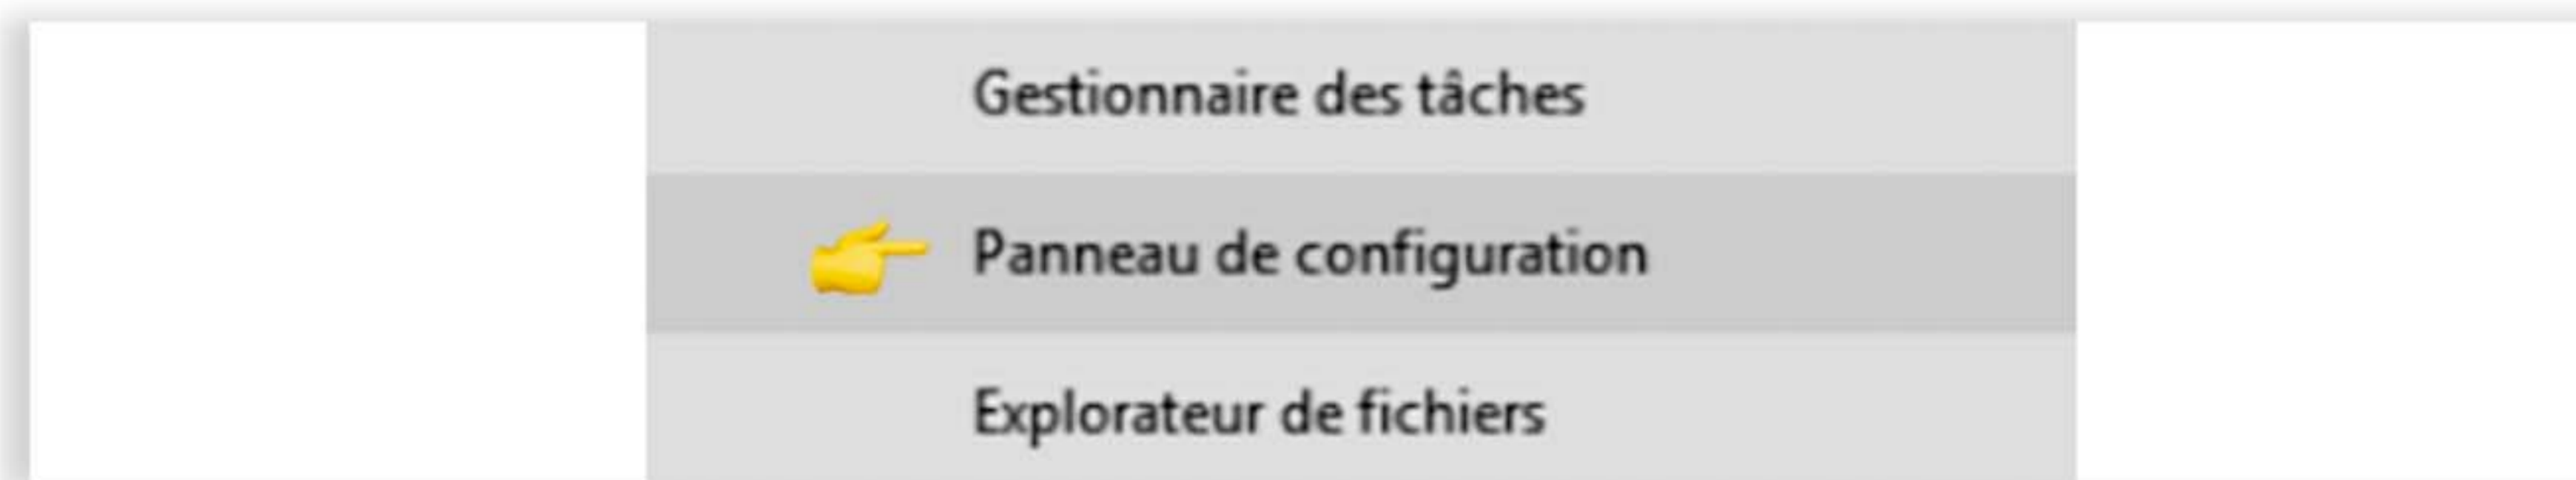 Gestionnaire des tâches
Panneau de configuration
Explorateur de fichiers